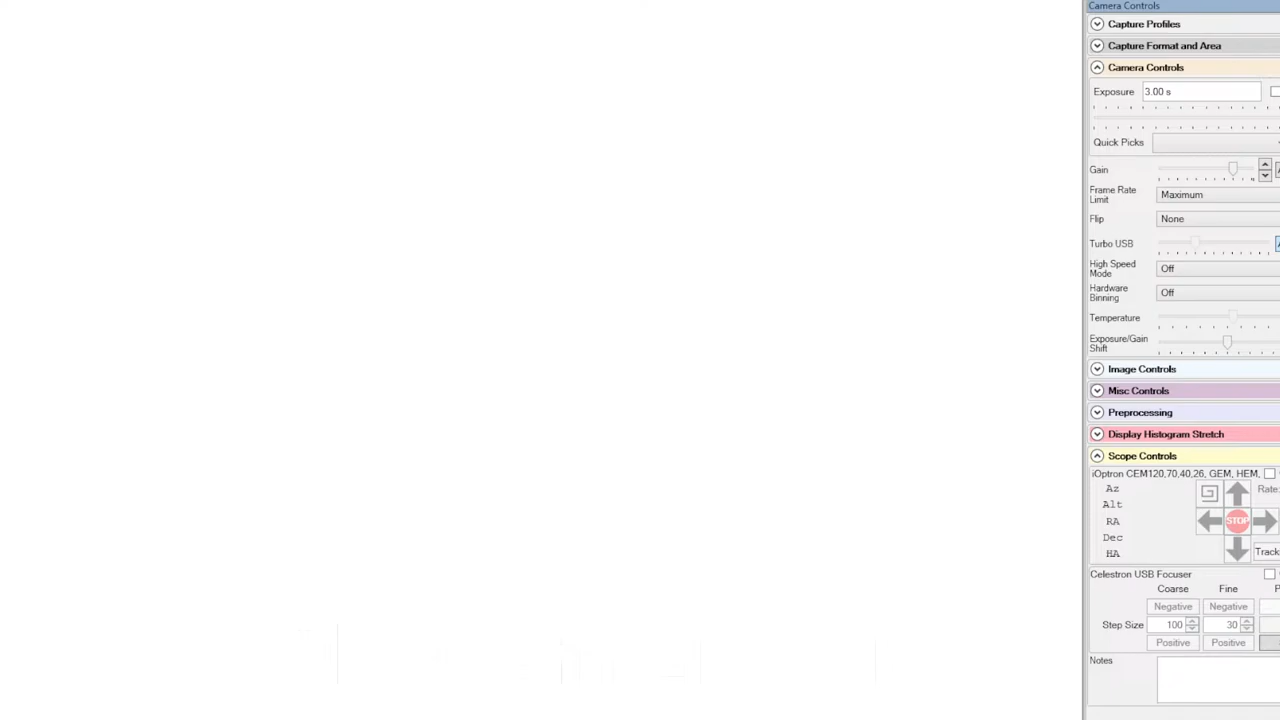 Camera Controls
Capture Profiles
Capture Format and Area
Camera Controls
Exposure 3.00 s
Quick Picks
Gain
Frame Rate Limit Maximum
Flip None
Turbo USB
High Speed Mode Off
Hardware Binning Off
Temperature
Exposure/Gain Shift
Image Controls
Misc Controls
Preprocessing
Display Histogram Stretch
Scope Controls
iOptron CEM120,70,40,26, GEM, HEM,
Az
Rate:
Alt
RA STOP
Dec
HA Track
Celestron USB Focuser
Coarse Fine
Negative Negative
Step Size 100 30
Positive Positive
Notes